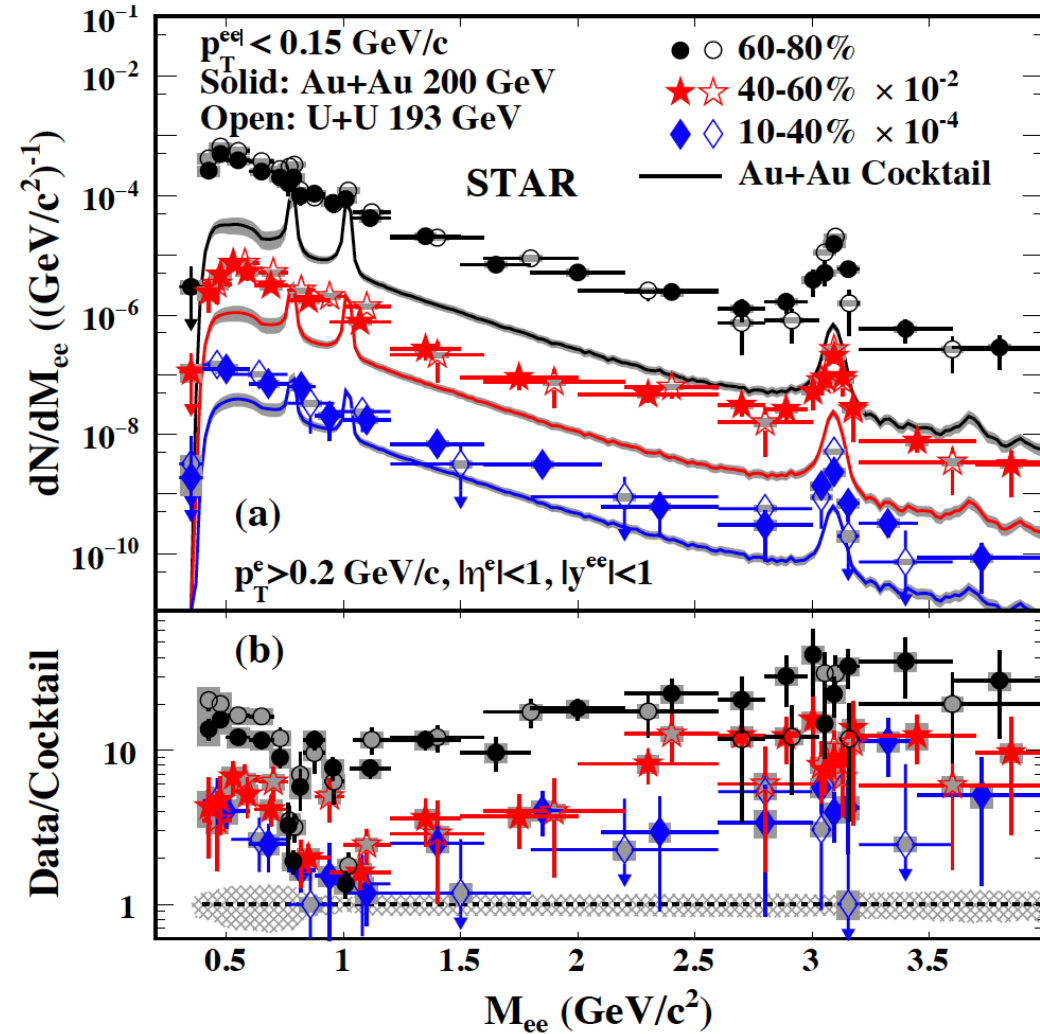 10⁻¹
10⁻²
10⁻⁴
10⁻⁶
10⁻⁸
10⁻¹⁰
dN/dM_ee ((GeV/c²)⁻¹)
p_T^ee < 0.15 GeV/c
Solid: Au+Au 200 GeV
Open: U+U 193 GeV
60-80%
40-60% × 10⁻²
10-40% × 10⁻⁴
Au+Au Cocktail
STAR
(a)
p_T^e>0.2 GeV/c, |η^e|<1, |y^ee|<1
(b)
Data/Cocktail
10
1
0.5 1 1.5 2 2.5 3 3.5
M_ee (GeV/c²)